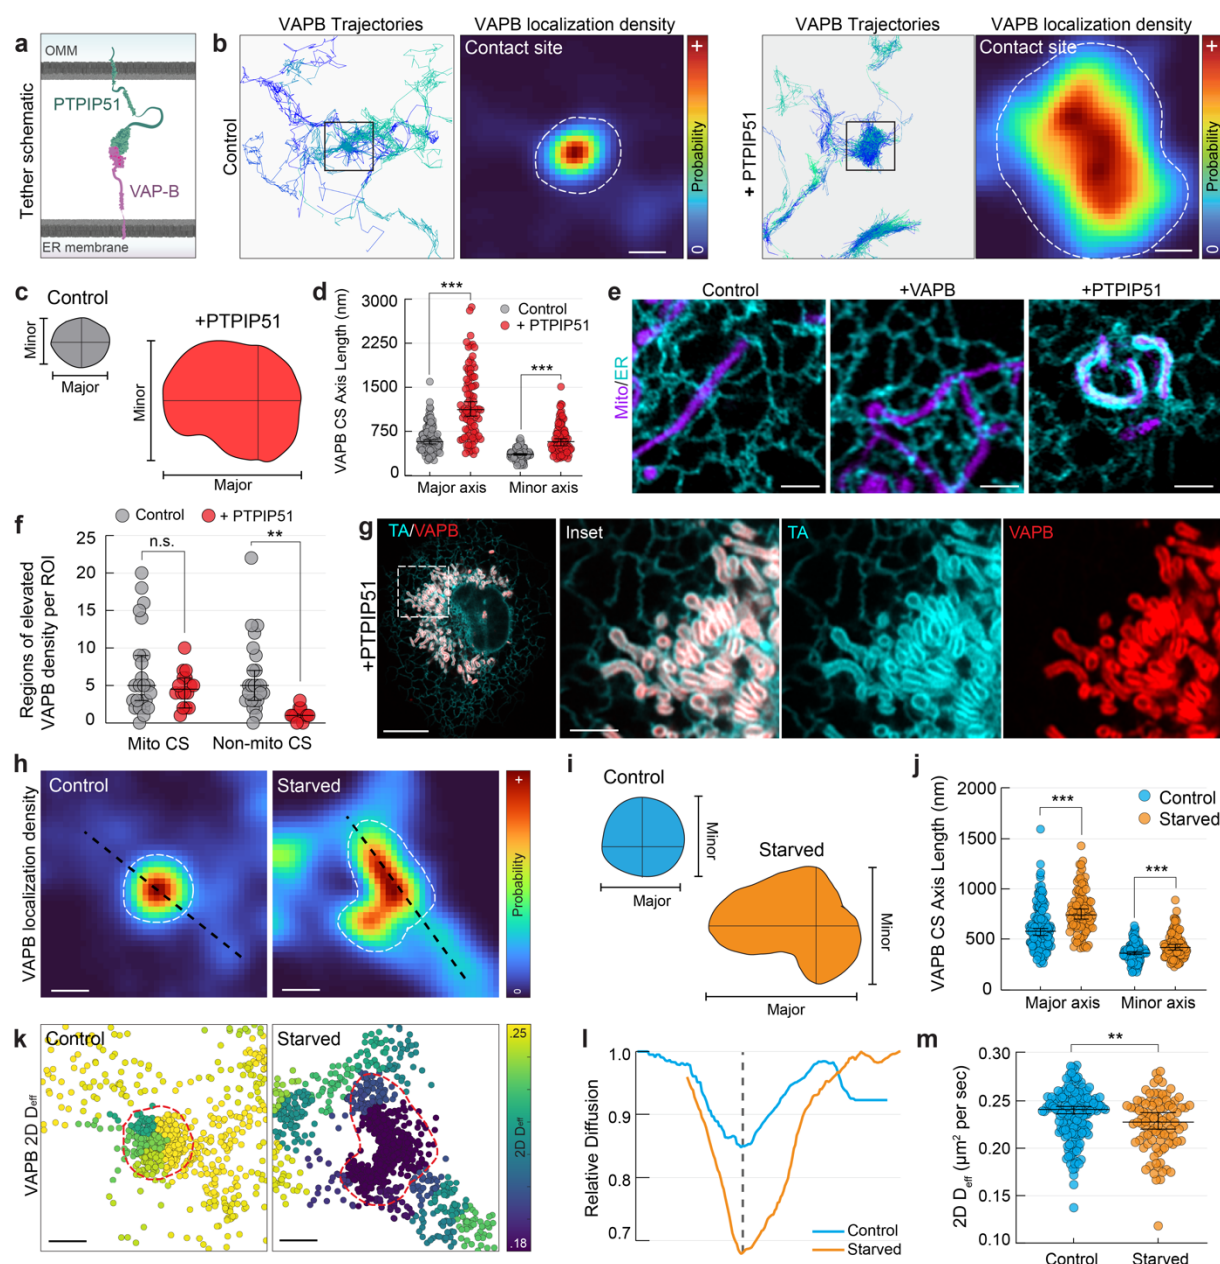 a
Tether schematic
OMM
PTPIP51
VAP-B
ER membrane
b
VAPB Trajectories
VAPB localization density
Control
Contact site
+
Probability
0
VAPB Trajectories
VAPB localization density
+ PTPIP51
Contact site
+
Probability
0
c
Control
Minor
Major
+PTPIP51
Minor
Major
d
VAPB CS Axis Length (nm)
3000
2250
1500
750
0
***
***
Control
+ PTPIP51
Major axis
Minor axis
e
Mito/ER
Control
+VAPB
+PTPIP51
f
Control
+ PTPIP51
Regions of elevated
VAPB density per ROI
25
20
15
10
5
0
n.s.
**
Mito CS
Non-mito CS
g
+PTPIP51
TA/VAPB
Inset
TA
VAPB
h
VAPB localization density
Control
Starved
+
Probability
0
i
Control
Minor
Major
Starved
Minor
Major
j
VAPB CS Axis Length (nm)
2000
1500
1000
500
0
***
***
Control
Starved
Major axis
Minor axis
k
VAPB 2D Deff
Control
Starved
.25
2D Deff
.18
l
Relative Diffusion
1.0
0.9
0.8
0.7
Control
Starved
m
2D Deff (µm² per sec)
0.30
0.25
0.20
0.15
0.10
**
Control
Starved